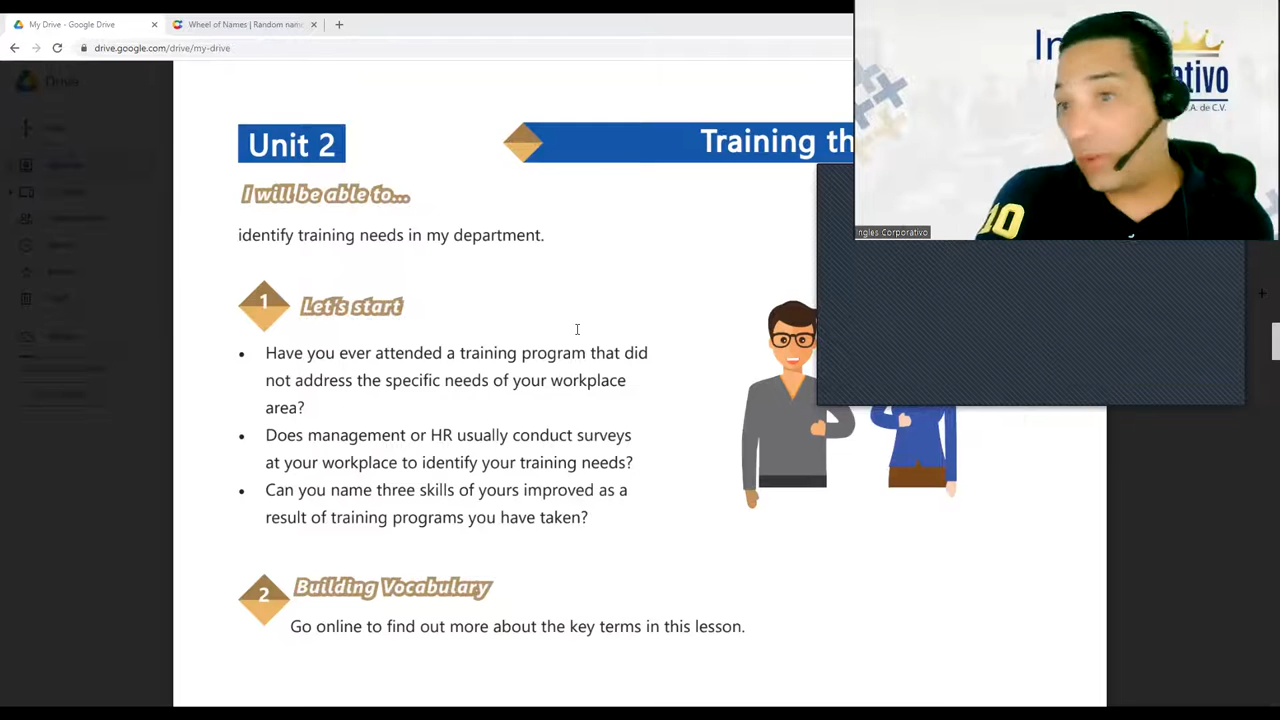 My Drive - Google Drive
Wheel of Names | Random name
drive.google.com/drive/my-drive
Drive
In
ativo
A. de C.V.
10
Ingles Corporativo
Unit 2
Training th
I will be able to...
identify training needs in my department.
1
Let's start
• Have you ever attended a training program that did
not address the specific needs of your workplace
area?
• Does management or HR usually conduct surveys
at your workplace to identify your training needs?
• Can you name three skills of yours improved as a
result of training programs you have taken?
2
Building Vocabulary
Go online to find out more about the key terms in this lesson.